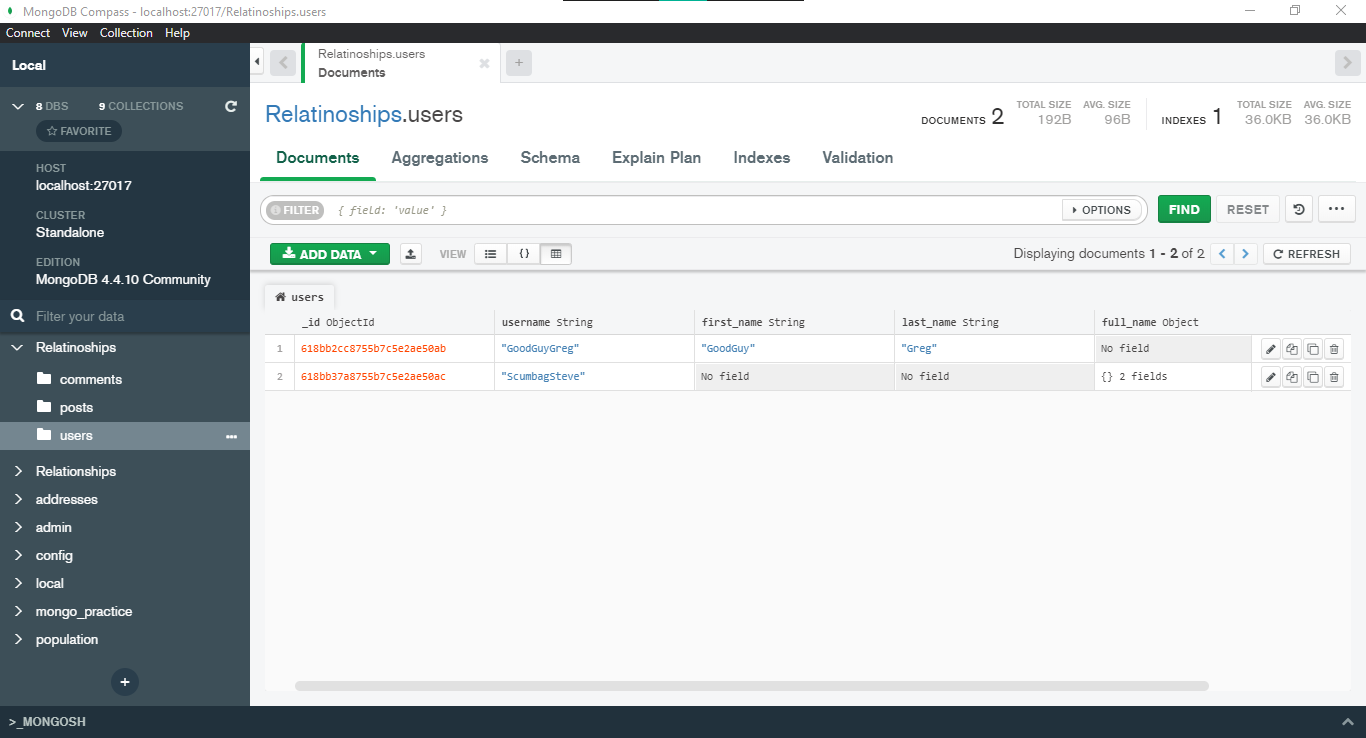 MongoDB Compass - localhost:27017/Relatinoships.users
Connect View Collection Help
Local
8 DBS 9 COLLECTIONS
FAVORITE
HOST
localhost:27017
CLUSTER
Standalone
EDITION
MongoDB 4.4.10 Community
Filter your data
Relatinoships
comments
posts
users
Relationships
addresses
admin
config
local
mongo_practice
population
Relatinoships.users
Documents
Relatinoships.users
DOCUMENTS 2
TOTAL SIZE
192B
AVG. SIZE
96B
INDEXES 1
TOTAL SIZE
36.0KB
AVG. SIZE
36.0KB
Documents Aggregations Schema Explain Plan Indexes Validation
FILTER { field: 'value' } OPTIONS FIND RESET
ADD DATA VIEW {} Displaying documents 1 - 2 of 2 REFRESH
users
_id ObjectId username String first_name String last_name String full_name Object
1 618bb2cc8755b7c5e2ae50ab "GoodGuyGreg" "GoodGuy" "Greg" No field
2 618bb37a8755b7c5e2ae50ac "ScumbagSteve" No field No field {} 2 fields
>_MONGOSH